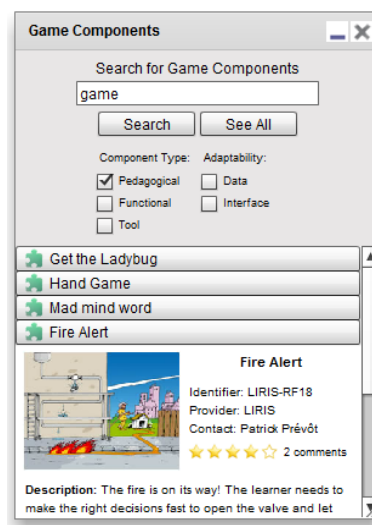 Game Components
Search for Game Components
game
Search See All
Component Type: Adaptability:
Pedagogical Data
Functional Interface
Tool
Get the Ladybug
Hand Game
Mad mind word
Fire Alert
Fire Alert
Identifier: LIRIS-RF18
Provider: LIRIS
Contact: Patrick Prévôt
2 comments
Description: The fire is on its way! The learner needs to
make the right decisions fast to open the valve and let